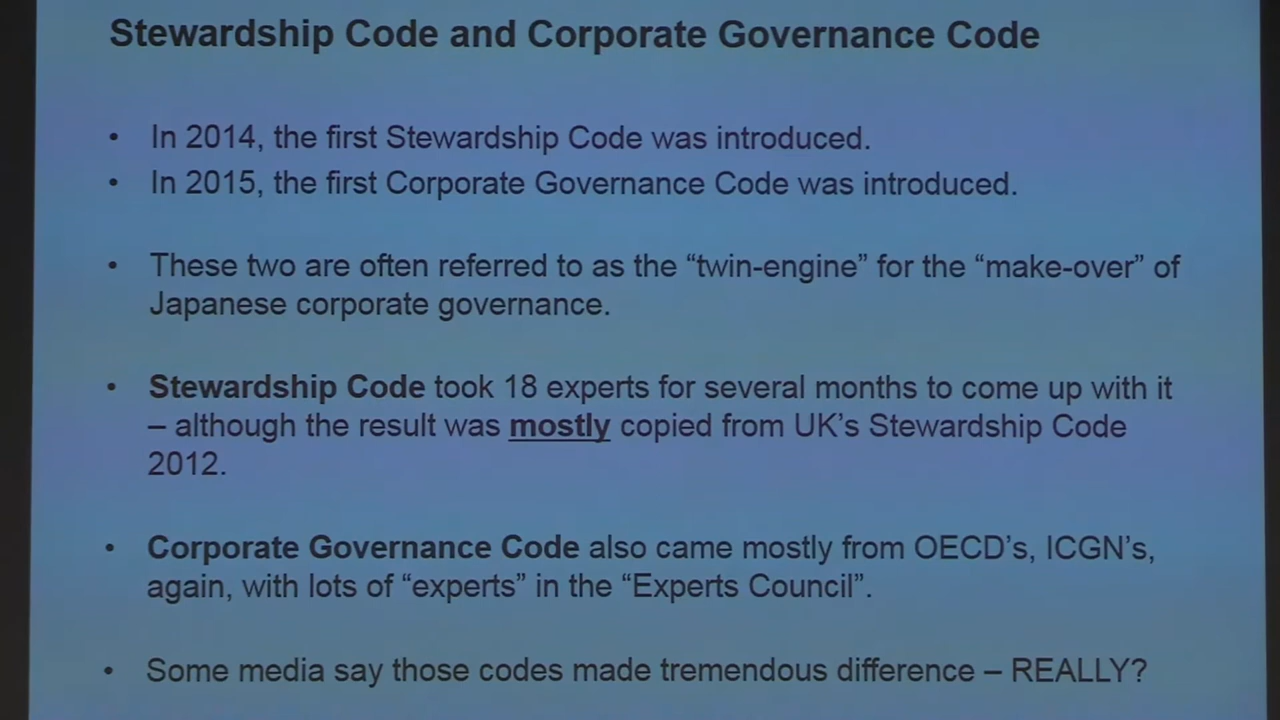 Stewardship Code and Corporate Governance Code
• In 2014, the first Stewardship Code was introduced.
• In 2015, the first Corporate Governance Code was introduced.
• These two are often referred to as the “twin-engine” for the “make-over” of
Japanese corporate governance.
• Stewardship Code took 18 experts for several months to come up with it
– although the result was mostly copied from UK’s Stewardship Code
2012.
• Corporate Governance Code also came mostly from OECD’s, ICGN’s,
again, with lots of “experts” in the “Experts Council”.
• Some media say those codes made tremendous difference – REALLY?